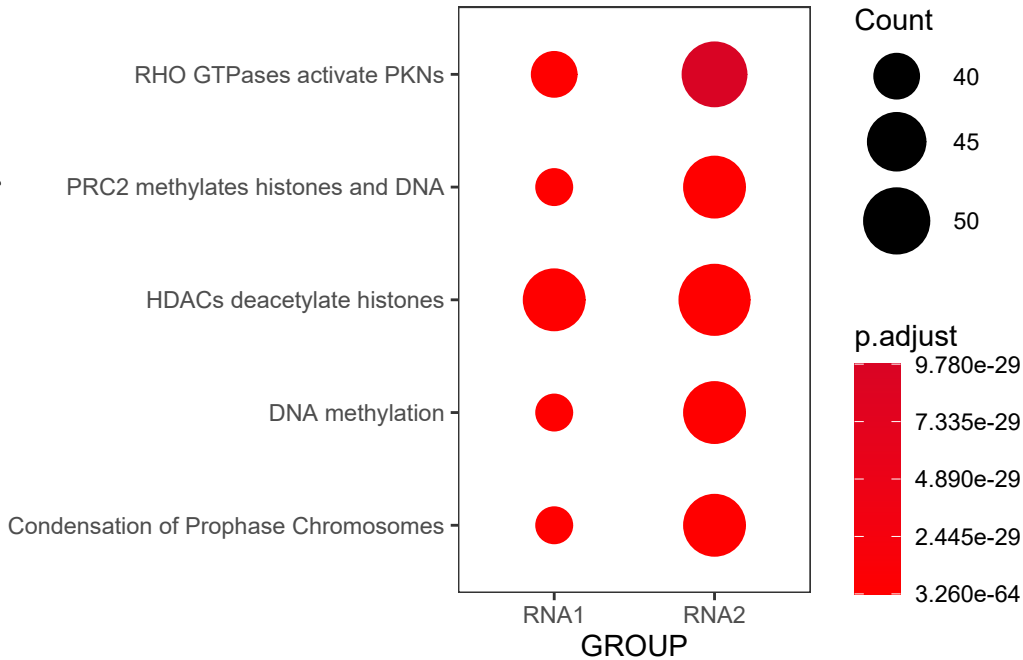 RHO GTPases activate PKNs
PRC2 methylates histones and DNA
HDACs deacetylate histones
DNA methylation
Condensation of Prophase Chromosomes
RNA1 RNA2
GROUP
Count
40
45
50
p.adjust
9.780e-29
7.335e-29
4.890e-29
2.445e-29
3.260e-64